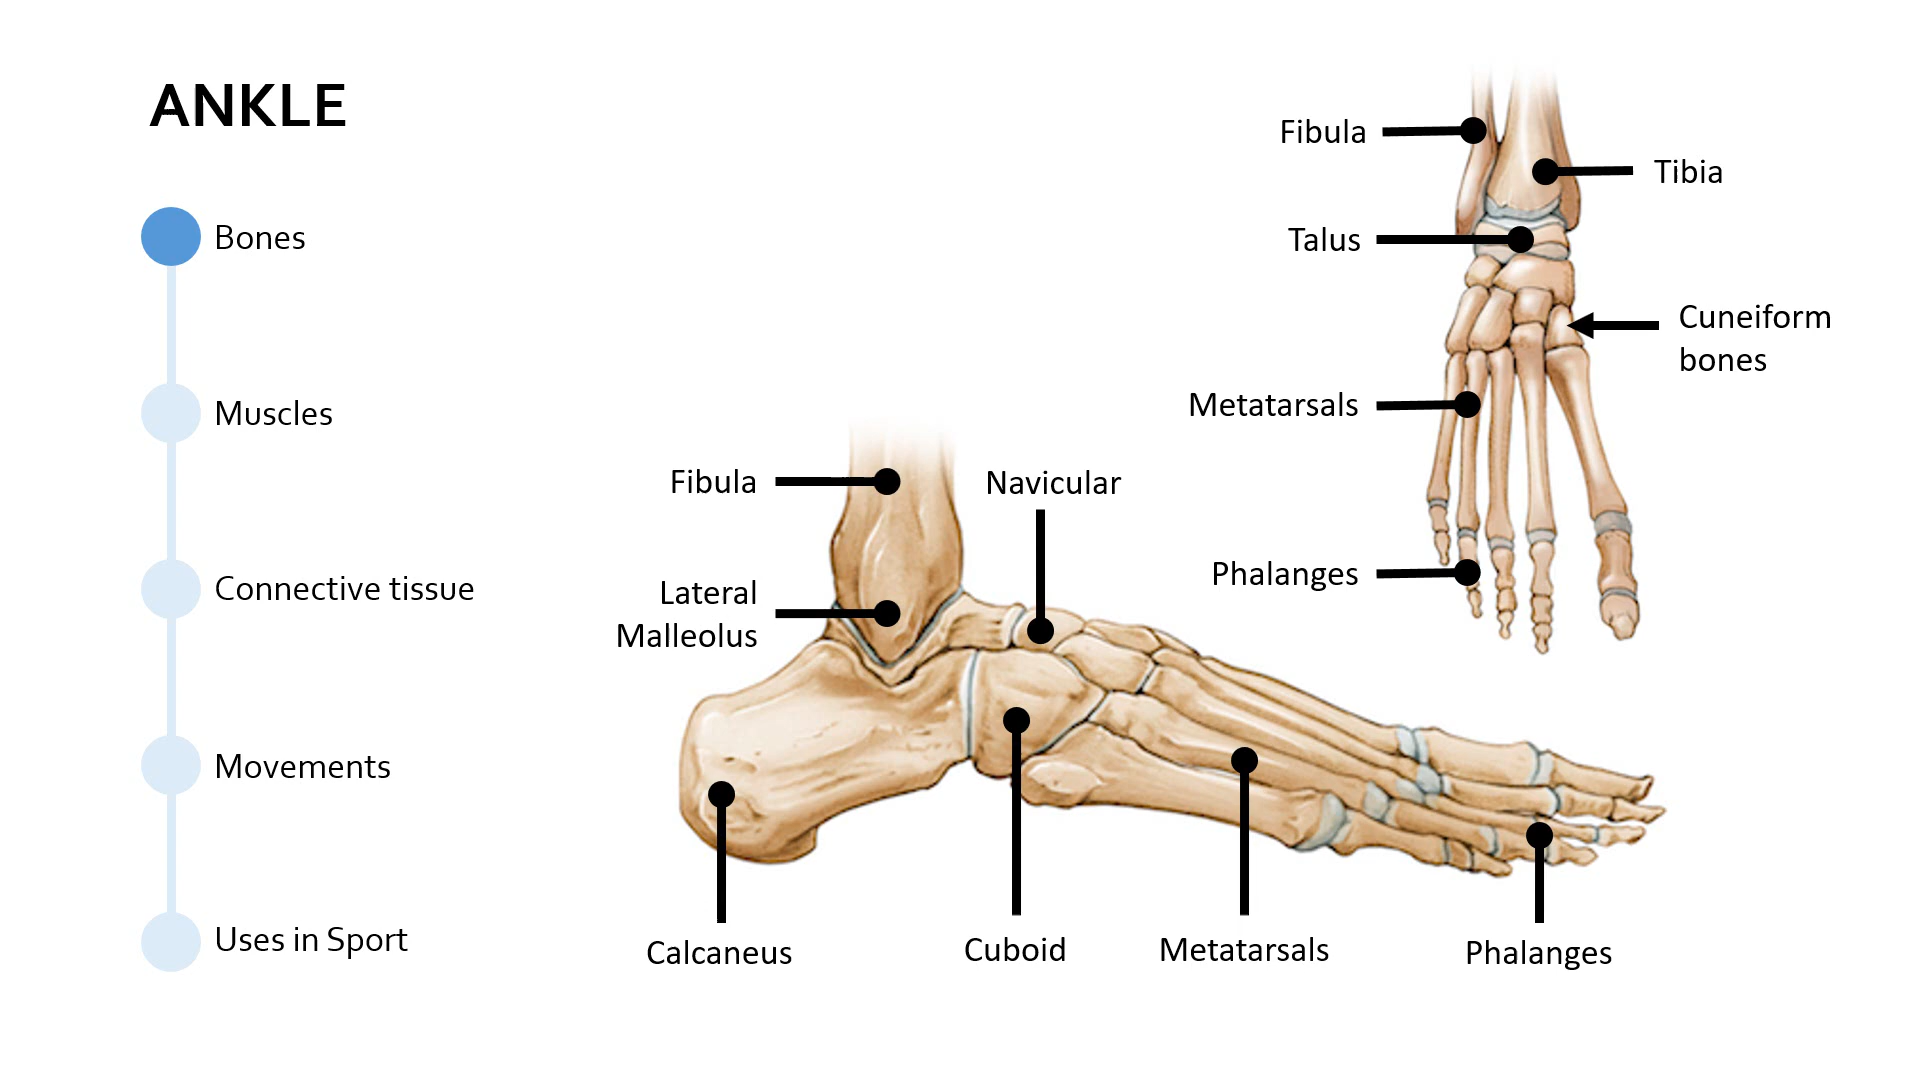 ANKLE
Bones
Muscles
Connective tissue
Movements
Uses in Sport
Fibula
Tibia
Talus
Cuneiform
bones
Metatarsals
Phalanges
Fibula
Navicular
Lateral
Malleolus
Calcaneus
Cuboid
Metatarsals
Phalanges